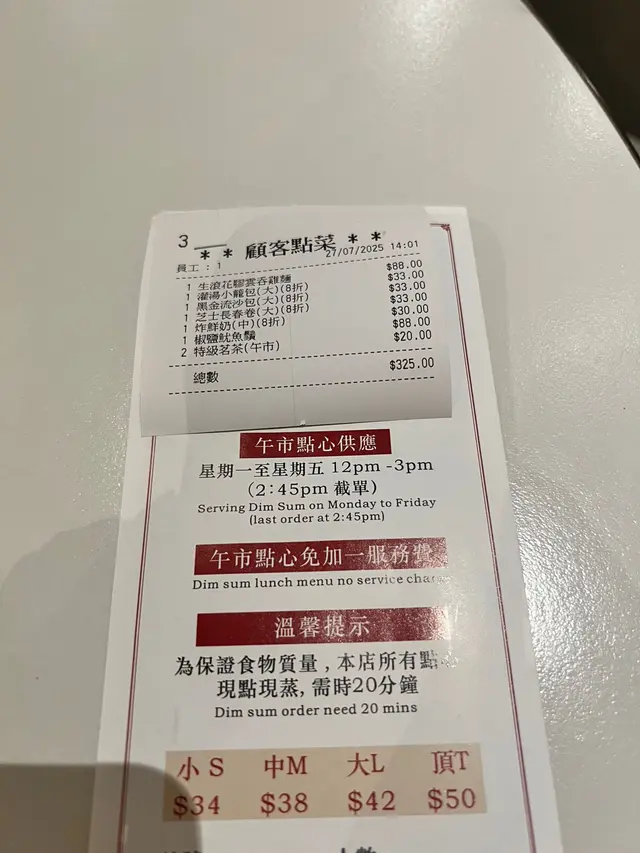 3
* * 顧客點菜 * *
員工 : 1 27/07/2025 14:01
1 生滾花膠雲吞雞麵 $88.00
1 灌湯小籠包(大)(8折) $33.00
1 黑金流沙包(大)(8折) $33.00
1 芝士長春卷(大)(8折) $33.00
1 炸鮮奶(中)(8折) $30.00
1 椒鹽魷魚鬚 $88.00
2 特級茗茶(午市) $20.00
總數 $325.00
午市點心供應
星期一至星期五 12pm -3pm
(2:45pm 截單)
Serving Dim Sum on Monday to Friday
(last order at 2:45pm)
午市點心免加一服務費
Dim sum lunch menu no service
溫馨提示
為保證食物質量 , 本店所有點
現點現蒸, 需時20分鐘
Dim sum order need 20 mins
小 S 中M 大L 頂T
$34 $38 $42 $50